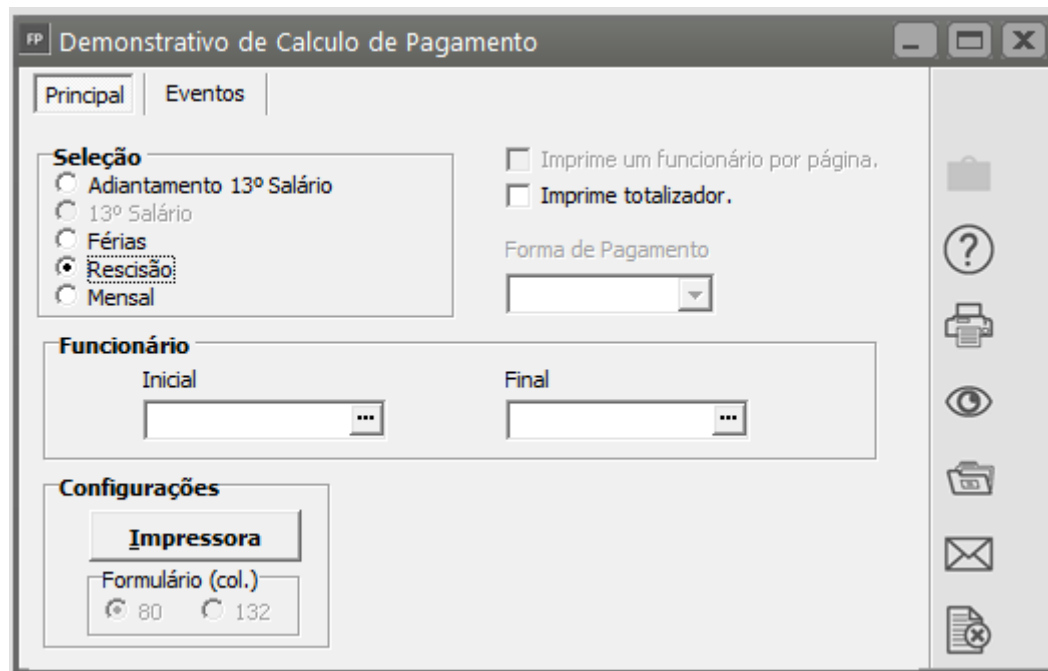 FP Demonstrativo de Calculo de Pagamento
Principal Eventos
Seleção
Adiantamento 13º Salário
13º Salário
Férias
Rescisão
Mensal
Imprime um funcionário por página.
Imprime totalizador.
Forma de Pagamento
Funcionário
Inicial Final
... ...
Configurações
Impressora
Formulário (col.)
80 132